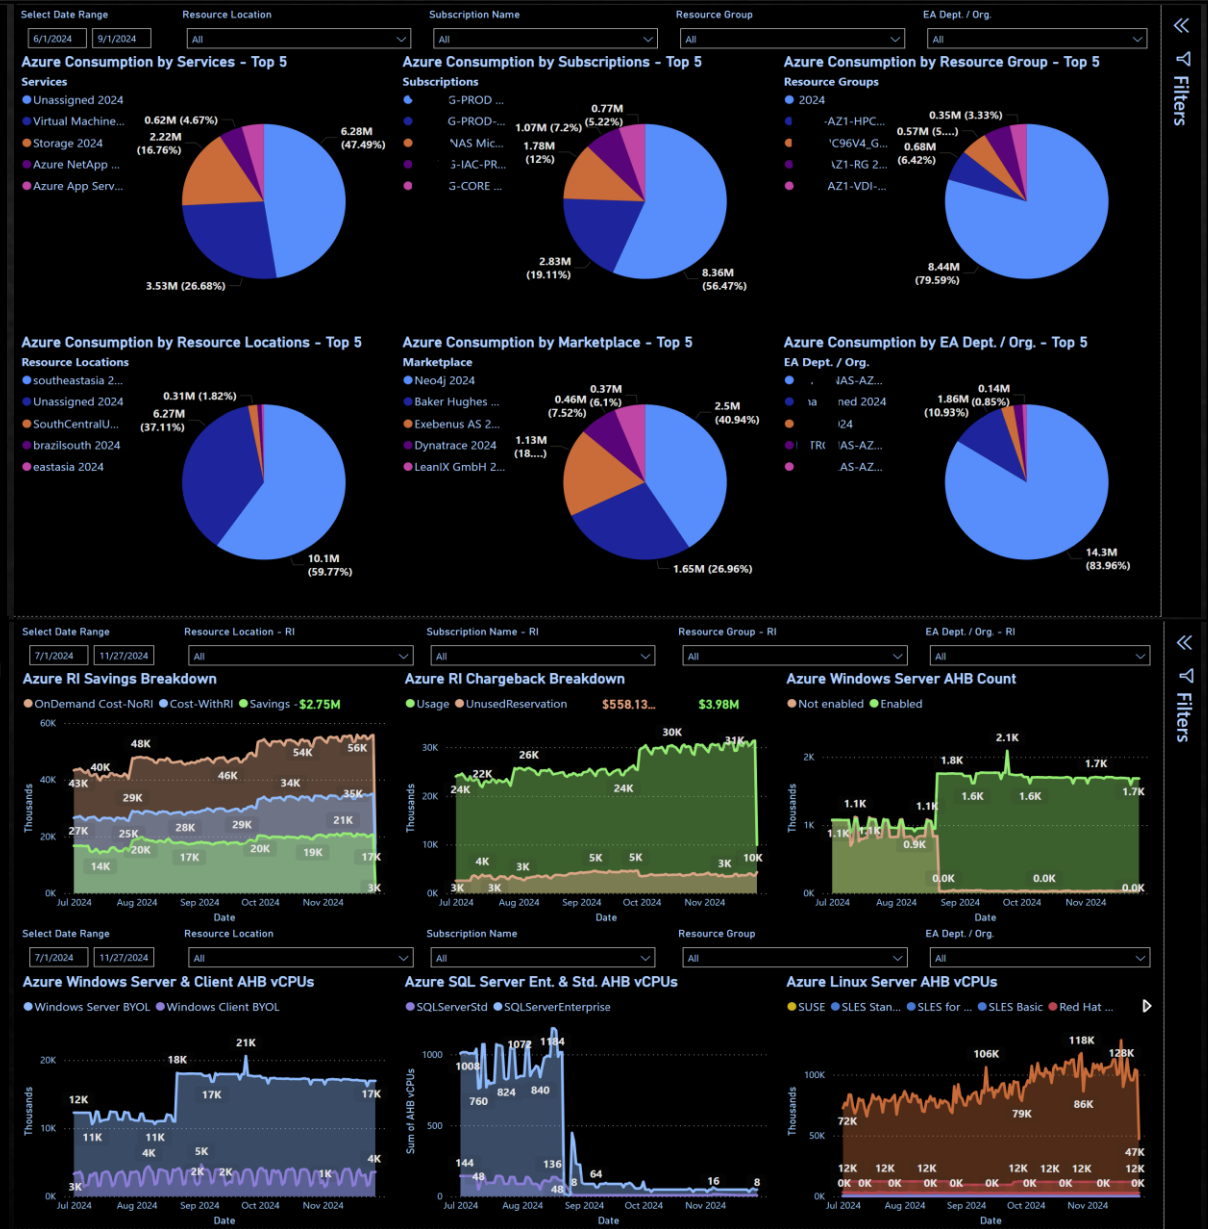 Select Date Range
Resource Location
Subscription Name
Resource Group
EA Dept. / Org.
6/1/2024
9/1/2024
All
All
All
All
Filters
Azure Consumption by Services - Top 5
Services
Unassigned 2024
Virtual Machine...
Storage 2024
Azure NetApp ...
Azure App Serv...
0.62M (4.67%)
2.22M
(16.76%)
6.28M
(47.49%)
3.53M (26.68%)
Azure Consumption by Subscriptions - Top 5
Subscriptions
G-PROD ...
G-PROD-...
NAS Mic...
G-IAC-PR...
G-CORE ...
0.77M
(5.22%)
1.07M (7.2%)
1.78M
(12%)
2.83M
(19.11%)
8.36M
(56.47%)
Azure Consumption by Resource Group - Top 5
Resource Groups
2024
-AZ1-HPC...
'C96V4_G...
AZ1-RG 2...
AZ1-VDI-...
0.35M (3.33%)
0.57M (5....)
0.68M
(6.42%)
8.44M
(79.59%)
Azure Consumption by Resource Locations - Top 5
Resource Locations
southeastasia 2...
Unassigned 2024
SouthCentralU...
brazilsouth 2024
eastasia 2024
0.31M (1.82%)
6.27M
(37.11%)
10.1M
(59.77%)
Azure Consumption by Marketplace - Top 5
Marketplace
Neo4j 2024
Baker Hughes ...
Exebenus AS 2...
Dynatrace 2024
LeanIX GmbH 2...
0.37M
(6.1%)
0.46M
(7.52%)
1.13M
(18....)
2.5M
(40.94%)
1.65M (26.96%)
Azure Consumption by EA Dept. / Org. - Top 5
EA Dept. / Org.
IAS-AZ...
na ned 2024
024
TRO IAS-AZ...
AS-AZ...
0.14M
(0.85%)
1.86M
(10.93%)
14.3M
(83.96%)
Select Date Range
Resource Location - RI
Subscription Name - RI
Resource Group - RI
EA Dept. / Org. - RI
7/1/2024
11/27/2024
All
All
All
All
Filters
Azure RI Savings Breakdown
OnDemand Cost-NoRI
Cost-WithRI
Savings -$2.75M
60K
40K
20K
0K
Thousands
43K
40K
48K
46K
54K
56K
27K
29K
25K
28K
29K
34K
35K
14K
20K
17K
20K
19K
21K
17K
3K
Jul 2024
Aug 2024
Sep 2024
Oct 2024
Nov 2024
Date
Azure RI Chargeback Breakdown
Usage
UnusedReservation
$558.13...
$3.98M
30K
20K
10K
0K
Thousands
24K
22K
26K
24K
30K
31K
10K
3K
4K
3K
3K
5K
5K
3K
Jul 2024
Aug 2024
Sep 2024
Oct 2024
Nov 2024
Date
Azure Windows Server AHB Count
Not enabled
Enabled
2K
1K
0K
Thousands
1.1K
1.1K
1.1K
0.9K
1.1K
1.8K
1.6K
2.1K
1.6K
1.7K
1.7K
0.0K
0.0K
0.0K
Jul 2024
Aug 2024
Sep 2024
Oct 2024
Nov 2024
Date
Select Date Range
Resource Location
Subscription Name
Resource Group
EA Dept. / Org.
7/1/2024
11/27/2024
All
All
All
All
Azure Windows Server & Client AHB vCPUs
Windows Server BYOL
Windows Client BYOL
20K
10K
0K
Thousands
12K
11K
11K
18K
17K
21K
17K
3K
4K
5K
2K
2K
1K
4K
Jul 2024
Aug 2024
Sep 2024
Oct 2024
Nov 2024
Date
Azure SQL Server Ent. & Std. AHB vCPUs
SQLServerStd
SQLServerEnterprise
1000
500
0
Sum of AHB vCPUs
1008
760
824
1072
840
1184
144
48
136
48
8
64
16
8
Jul 2024
Aug 2024
Sep 2024
Oct 2024
Nov 2024
Date
Azure Linux Server AHB vCPUs
SUSE
SLES Stan...
SLES for ...
SLES Basic
Red Hat ...
100K
50K
0K
Thousands
72K
106K
79K
118K
86K
128K
47K
12K
12K
12K
12K
12K
12K
12K
0K
0K
0K
0K
0K
0K
0K
0K
0K
Jul 2024
Aug 2024
Sep 2024
Oct 2024
Nov 2024
Date